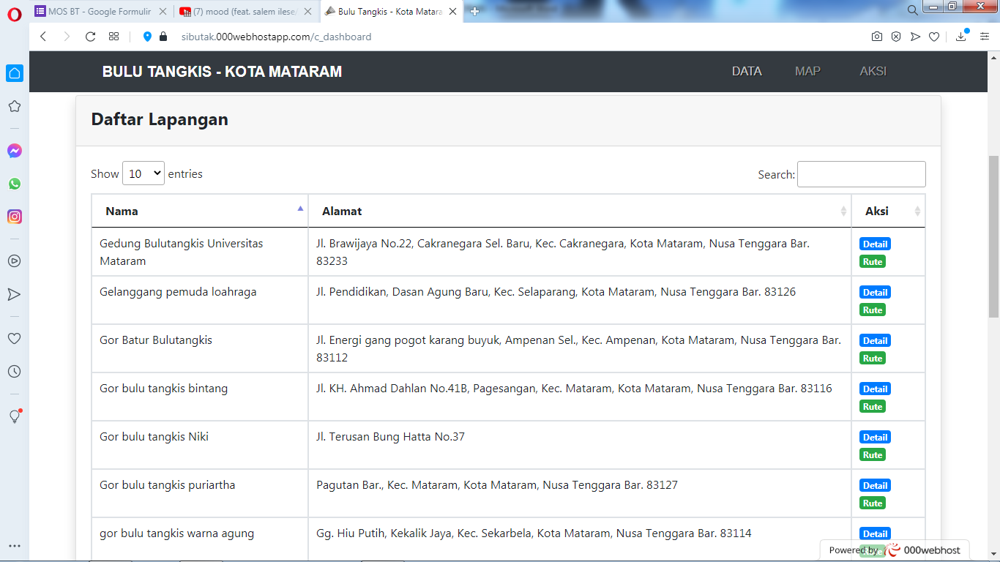 MOS BT - Google Formulir
(7) mood (feat. salem ilese/
Bulu Tangkis - Kota Matara
sibutak.000webhostapp.com/c_dashboard
BULU TANGKIS - KOTA MATARAM
DATA
MAP
AKSI
Daftar Lapangan
Show 10 entries
Search:
Nama
Alamat
Aksi
Gedung Bulutangkis Universitas
Mataram
Jl. Brawijaya No.22, Cakranegara Sel. Baru, Kec. Cakranegara, Kota Mataram, Nusa Tenggara Bar.
83233
Detail
Rute
Gelanggang pemuda loahraga
Jl. Pendidikan, Dasan Agung Baru, Kec. Selaparang, Kota Mataram, Nusa Tenggara Bar. 83126
Detail
Rute
Gor Batur Bulutangkis
Jl. Energi gang pogot karang buyuk, Ampenan Sel., Kec. Ampenan, Kota Mataram, Nusa Tenggara Bar.
83112
Detail
Rute
Gor bulu tangkis bintang
Jl. KH. Ahmad Dahlan No.41B, Pagesangan, Kec. Mataram, Kota Mataram, Nusa Tenggara Bar. 83116
Detail
Rute
Gor bulu tangkis Niki
Jl. Terusan Bung Hatta No.37
Detail
Rute
Gor bulu tangkis puriartha
Pagutan Bar., Kec. Mataram, Kota Mataram, Nusa Tenggara Bar. 83127
Detail
Rute
gor bulu tangkis warna agung
Gg. Hiu Putih, Kekalik Jaya, Kec. Sekarbela, Kota Mataram, Nusa Tenggara Bar. 83114
Detail
Powered by 000webhost